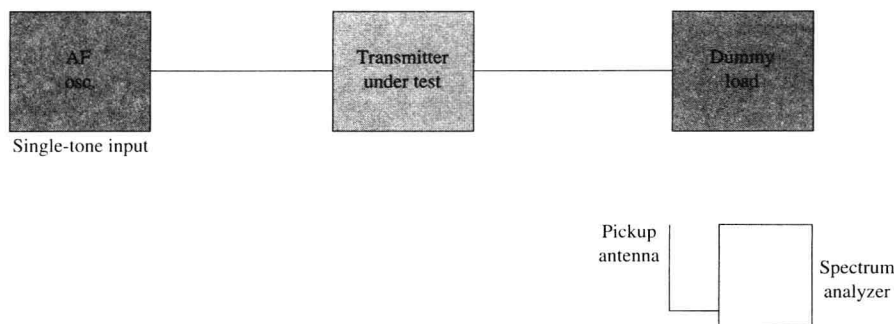 AF
osc.
Transmitter
under test
Dummy
load
Single-tone input
Pickup
antenna
Spectrum
analyzer